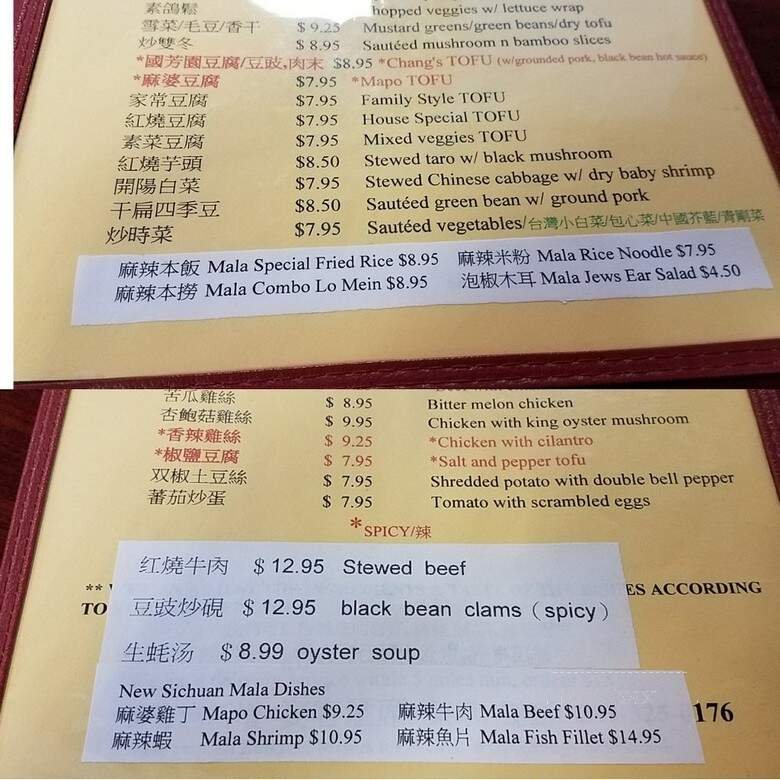 素鴿鬆 hopped veggies w/ lettuce wrap
雪菜/毛豆/香干 $ 9.25 Mustard greens/green beans/dry tofu
炒雙冬 $ 8.95 Sautéed mushroom n bamboo slices
*國芳園豆腐/豆豉,肉末 $8.95 *Chang's TOFU (w/grounded pork, black bean hot sauce)
*麻婆豆腐 $7.95 *Mapo TOFU
家常豆腐 $7.95 Family Style TOFU
紅燒豆腐 $7.95 House Special TOFU
素菜豆腐 $7.95 Mixed veggies TOFU
紅燒芋頭 $8.50 Stewed taro w/ black mushroom
開陽白菜 $7.95 Stewed Chinese cabbage w/ dry baby shrimp
干扁四季豆 $8.50 Sautéed green bean w/ ground pork
炒時菜 $7.95 Sautéed vegetables/台灣小白菜/包心菜/中國芥藍/青剛菜
麻辣本飯 Mala Special Fried Rice $8.95 麻辣米粉 Mala Rice Noodle $7.95
麻辣本撈 Mala Combo Lo Mein $8.95 泡椒木耳 Mala Jews Ear Salad $4.50
苦瓜雞絲 $ 8.95 Bitter melon chicken
杏鮑菇雞絲 $ 9.95 Chicken with king oyster mushroom
*香辣雞絲 $ 9.25 *Chicken with cilantro
*椒鹽豆腐 $ 7.95 *Salt and pepper tofu
双椒土豆絲 $ 7.95 Shredded potato with double bell pepper
蕃茄炒蛋 $ 7.95 Tomato with scrambled eggs
*SPICY/辣
红燒牛肉 $ 12.95 Stewed beef
** ES ACCORDING
TO
豆豉炒砚 $ 12.95 black bean clams (spicy)
生蚝汤 $ 8.99 oyster soup
New Sichuan Mala Dishes
麻婆雞丁 Mapo Chicken $9.25 麻辣牛肉 Mala Beef $10.95 176
麻辣蝦 Mala Shrimp $10.95 麻辣魚片 Mala Fish Fillet $14.95